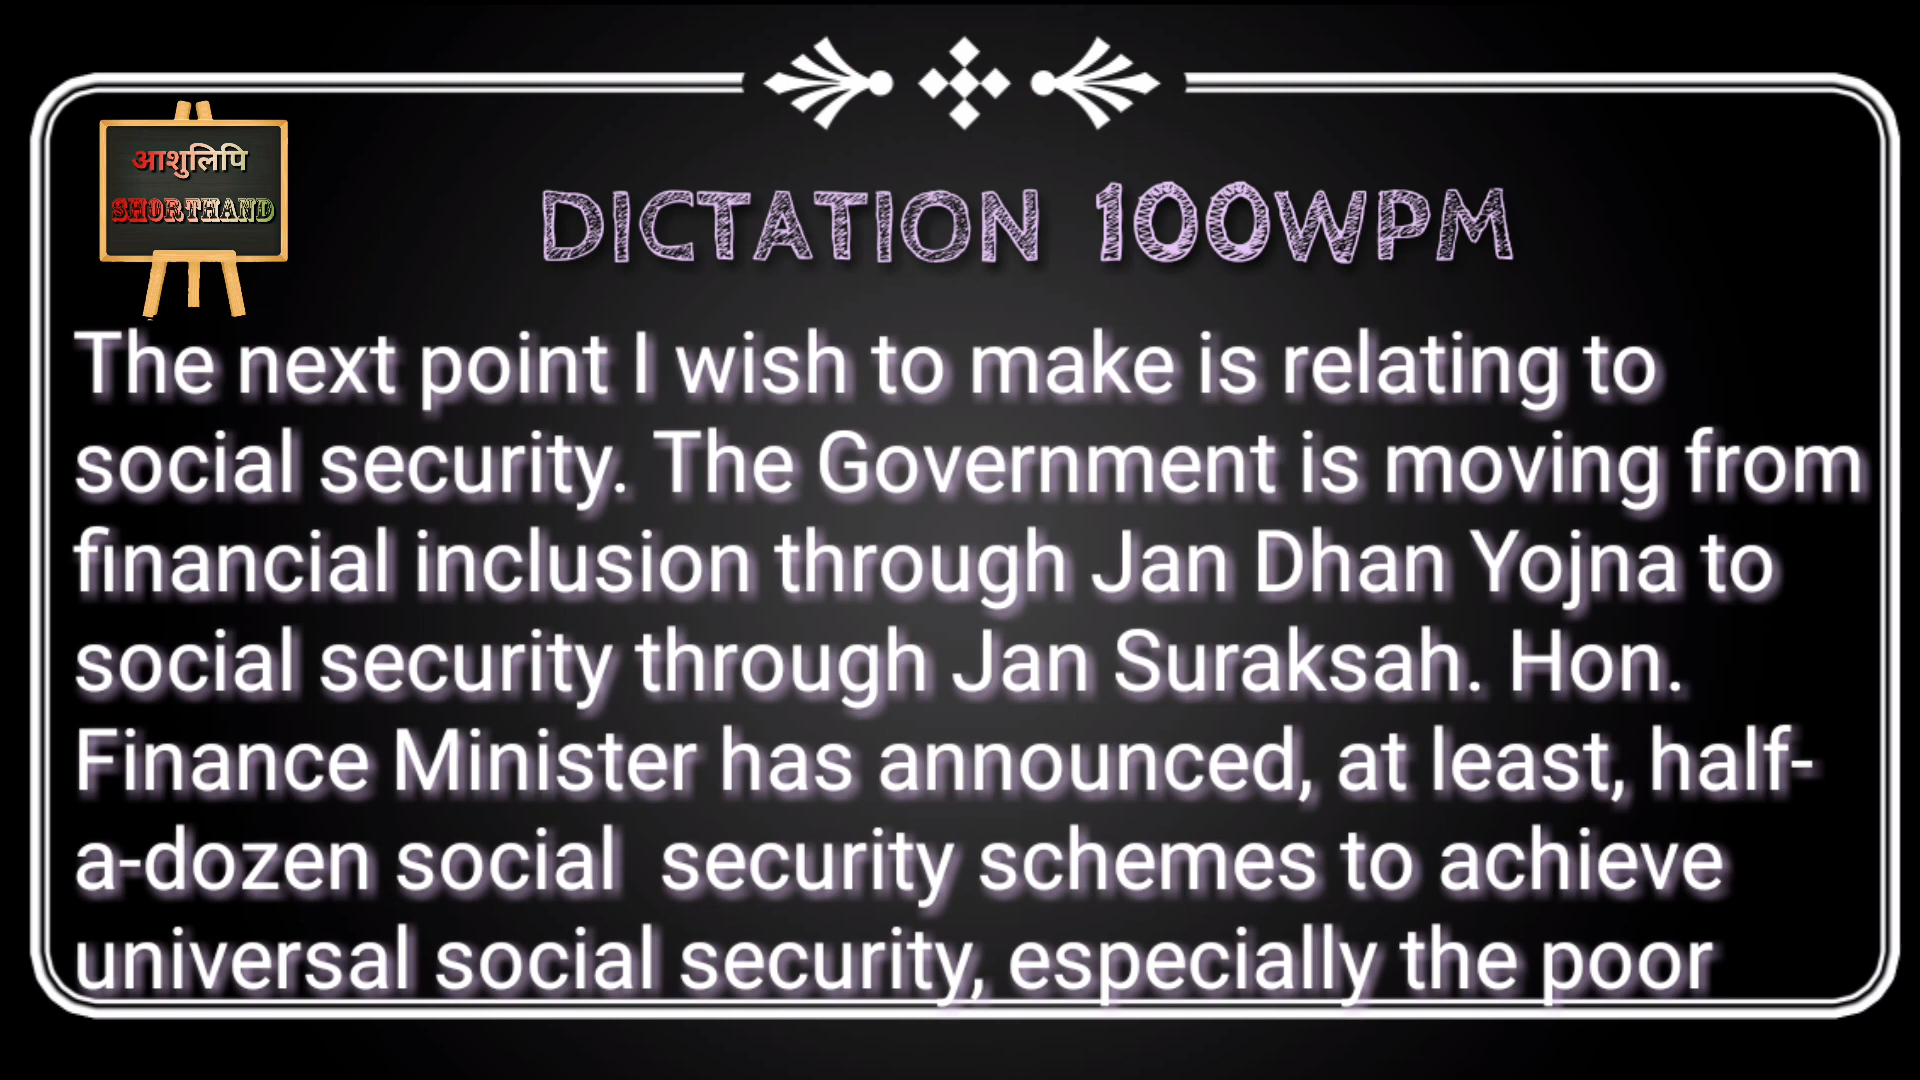 आशुलिपि
SHORTHAND
DICTATION 100WPM
The next point I wish to make is relating to
social security. The Government is moving from
financial inclusion through Jan Dhan Yojna to
social security through Jan Suraksah. Hon.
Finance Minister has announced, at least, half-
a-dozen social  security schemes to achieve
universal social security, especially the poor